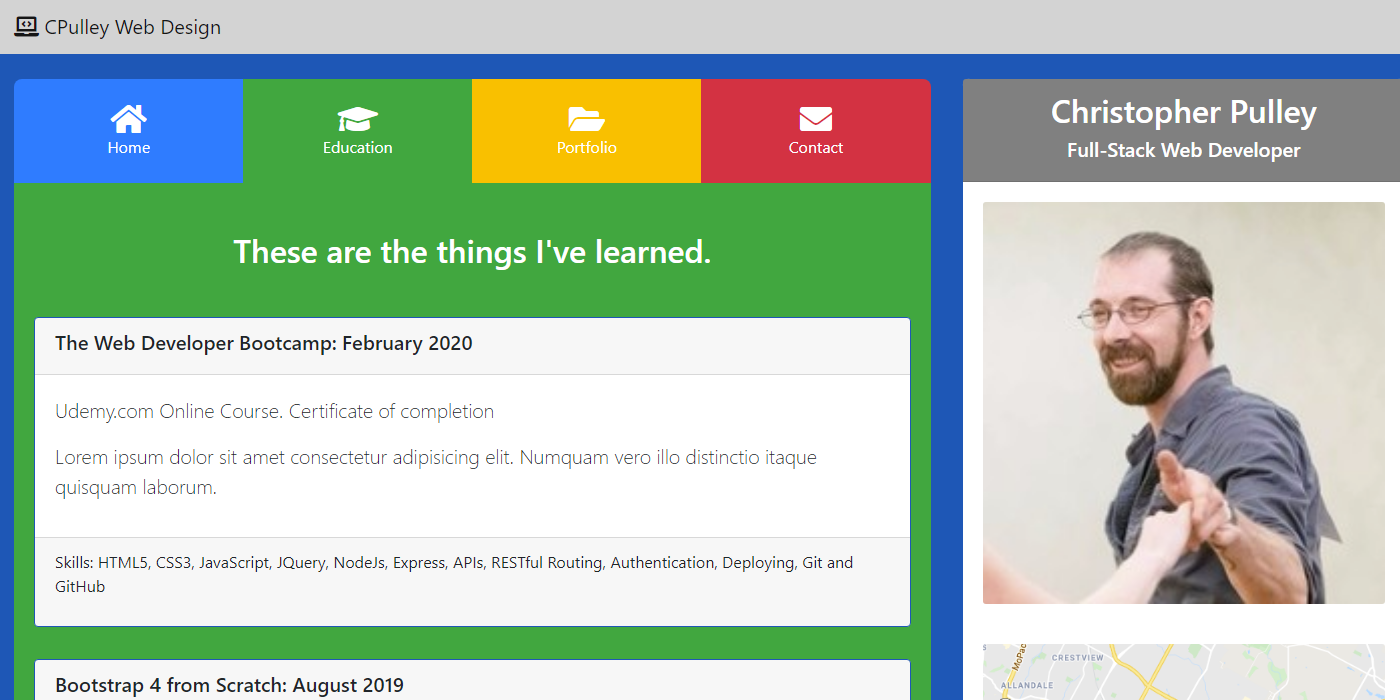 CPulley Web Design
Home
Education
Portfolio
Contact
Christopher Pulley
Full-Stack Web Developer
These are the things I've learned.
The Web Developer Bootcamp: February 2020
Udemy.com Online Course. Certificate of completion
Lorem ipsum dolor sit amet consectetur adipisicing elit. Numquam vero illo distinctio itaque
quisquam laborum.
Skills: HTML5, CSS3, JavaScript, JQuery, NodeJs, Express, APIs, RESTful Routing, Authentication, Deploying, Git and
GitHub
Bootstrap 4 from Scratch: August 2019
MoPac
CRESTVIEW
ALLANDALE